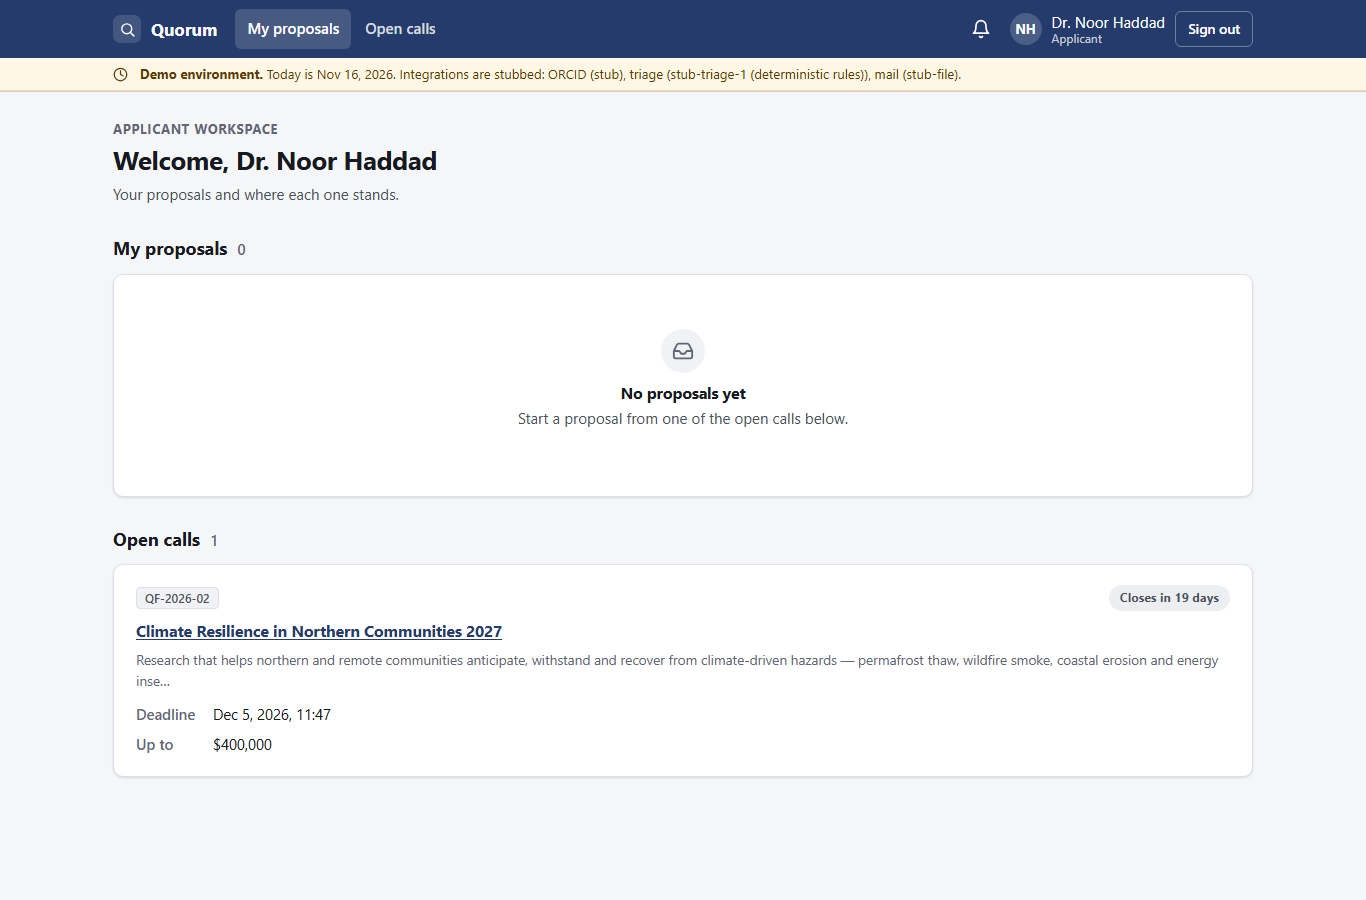 Quorum My proposals Open calls NH Dr. Noor Haddad Applicant Sign out
Demo environment. Today is Nov 16, 2026. Integrations are stubbed: ORCID (stub), triage (stub-triage-1 (deterministic rules)), mail (stub-file).
APPLICANT WORKSPACE
Welcome, Dr. Noor Haddad
Your proposals and where each one stands.
My proposals 0
No proposals yet
Start a proposal from one of the open calls below.
Open calls 1
QF-2026-02 Closes in 19 days
Climate Resilience in Northern Communities 2027
Research that helps northern and remote communities anticipate, withstand and recover from climate-driven hazards — permafrost thaw, wildfire smoke, coastal erosion and energy
inse...
Deadline Dec 5, 2026, 11:47
Up to $400,000